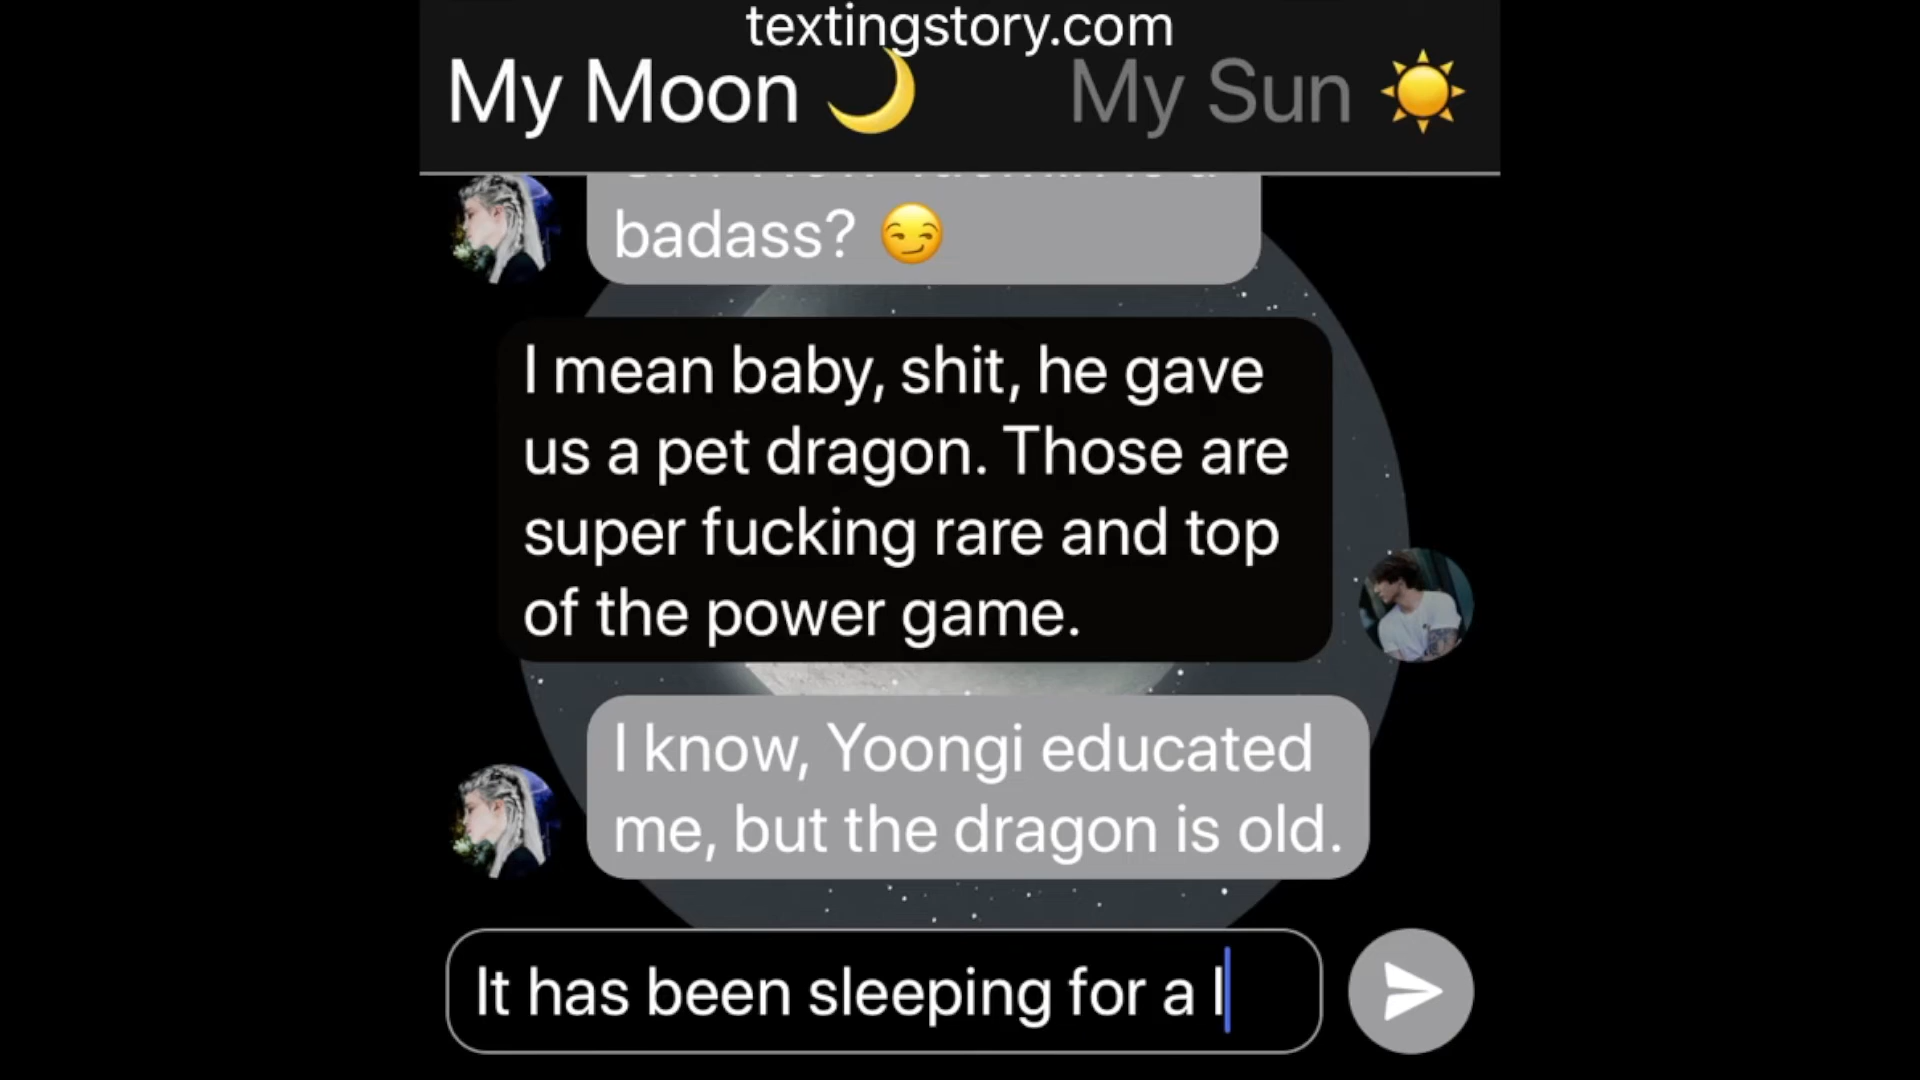 textingstory.com
My Moon 🌙 My Sun ☀️
badass? 😏
I mean baby, shit, he gave
us a pet dragon. Those are
super fucking rare and top
of the power game.
I know, Yoongi educated
me, but the dragon is old.
It has been sleeping for a l